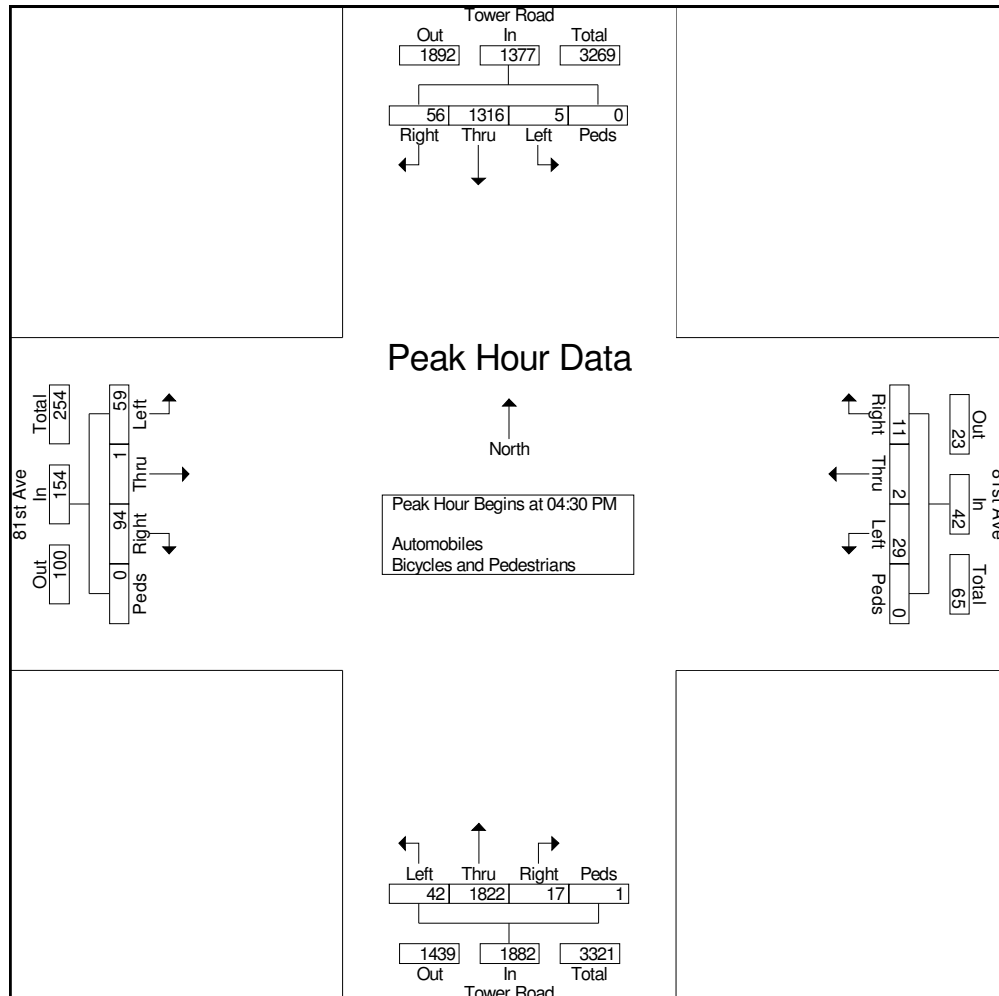 Tower Road
Out In Total
1892 1377 3269
56 1316 5 0
Right Thru Left Peds
Peak Hour Data
North
Peak Hour Begins at 04:30 PM
Automobiles
Bicycles and Pedestrians
81st Ave
Out In Total
100 154 254
0 94 1 59
Peds Right Thru Left
81st Ave
Out In Total
23 42 65
11 2 29 0
Right Thru Left Peds
Left Thru Right Peds
42 1822 17 1
1439 1882 3321
Out In Total
Tower Road